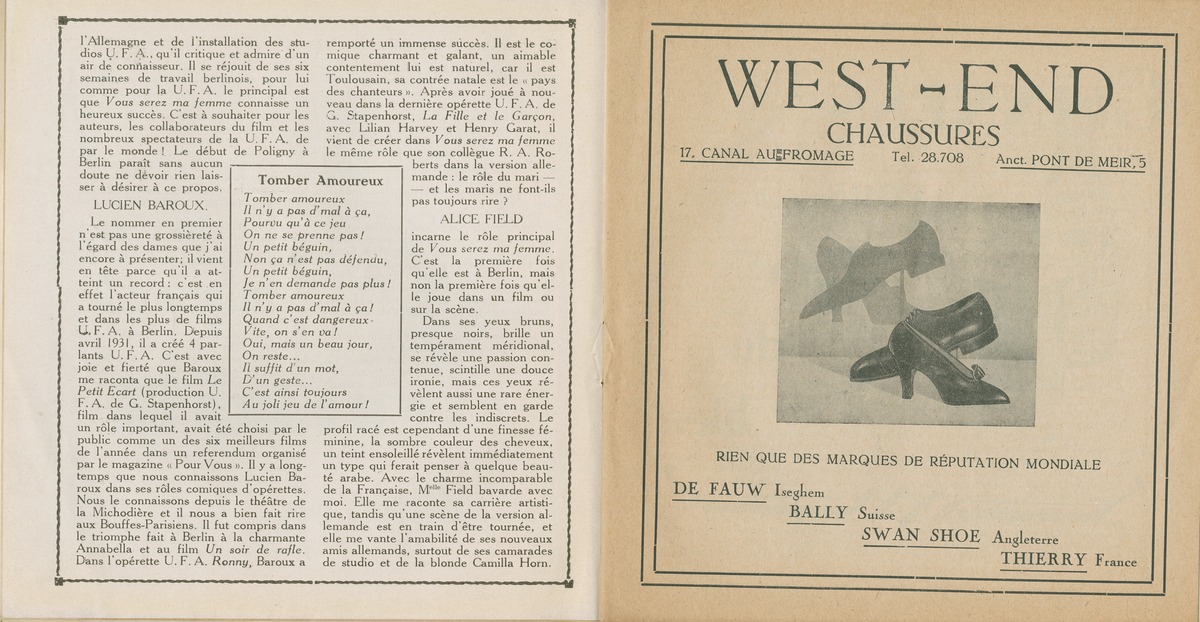 l'Allemagne et de l'installation des stu-
dios U. F. A., qu'il critique et admire d'un
air de connaisseur. Il se réjouit de ses six
semaines de travail berlinois, pour lui
comme pour la U. F. A. le principal est
que Vous serez ma femme connaisse un
heureux succès. C'est à souhaiter pour les
auteurs, les collaborateurs du film et les
nombreux spectateurs de la U. F. A. de
par le monde ! Le début de Poligny à
Berlin paraît sans aucun
doute ne dévoir rien lais-
ser à désirer à ce propos.
LUCIEN BAROUX.
Le nommer en premier
n'est pas une grossièreté à
l'égard des dames que j'ai
encore à présenter; il vient
en tête parce qu'il a at-
teint un record : c'est en
effet l'acteur français qui
a tourné le plus longtemps
et dans les plus de films
U. F. A. à Berlin. Depuis
avril 1931, il a créé 4 par-
lants U. F. A. C'est avec
joie et fierté que Baroux
me raconta que le film Le
Petit Ecart (production U.
F. A. de G. Stapenhorst),
film dans lequel il avait
un rôle important, avait été choisi par le
public comme un des six meilleurs films
de l'année dans un referendum organisé
par le magazine « Pour Vous ». Il y a long-
temps que nous connaissons Lucien Ba-
roux dans ses rôles comiques d'opérettes.
Nous le connaissons depuis le théâtre de
la Michodière et il nous a bien fait rire
aux Bouffes-Parisiens. Il fut compris dans
le triomphe fait à Berlin à la charmante
Annabella et au film Un soir de rafle.
Dans l'opérette U. F. A. Ronny, Baroux a
Tomber Amoureux
Tomber amoureux
Il n'y a pas d'mal à ça,
Pourvu qu'à ce jeu
On ne se prenne pas !
Un petit béguin,
Non ça n'est pas défendu,
Un petit béguin,
Je n'en demande pas plus !
Tomber amoureux
Il n'y a pas d'mal à ça !
Quand c'est dangereux
Vite, on s'en va !
Oui, mais un beau jour,
On reste...
Il suffit d'un mot,
D'un geste...
C'est ainsi toujours
Au joli jeu de l'amour !
remporté un immense succès. Il est le co-
mique charmant et galant, un aimable
contentement lui est naturel, car il est
Toulousain, sa contrée natale est le « pays
des chanteurs ». Après avoir joué à nou-
veau dans la dernière opérette U. F. A. de
G. Stapenhorst, La Fille et le Garçon,
avec Lilian Harvey et Henry Garat, il
vient de créer dans Vous serez ma femme
le même rôle que son collègue R. A. Ro-
berts dans la version alle-
mande : le rôle du mari —
— et les maris ne font-ils
pas toujours rire ?
ALICE FIELD
incarne le rôle principal
de Vous serez ma femme.
C'est la première fois
qu'elle est à Berlin, mais
non la première fois qu'el-
le joue dans un film ou
sur la scène.
Dans ses yeux bruns,
presque noirs, brille un
tempérament méridional,
se révèle une passion con-
tenue, scintille une douce
ironie, mais ces yeux ré-
vèlent aussi une rare éner-
gie et semblent en garde
contre les indiscrets. Le
profil racé est cependant d'une finesse fé-
minine, la sombre couleur des cheveux,
un teint ensoleillé révèlent immédiatement
un type qui ferait penser à quelque beau-
té arabe. Avec le charme incomparable
de la Française, Melle Field bavarde avec
moi. Elle me raconte sa carrière artisti-
que, tandis qu'une scène de la version al-
lemande est en train d'être tournée, et
elle me vante l'amabilité de ses nouveaux
amis allemands, surtout de ses camarades
de studio et de la blonde Camilla Horn.
WEST-END
CHAUSSURES
17, CANAL AU FROMAGE Tel. 28.708 Anct. PONT DE MEIR, 5
RIEN QUE DES MARQUES DE RÉPUTATION MONDIALE
DE FAUW Iseghem
BALLY Suisse
SWAN SHOE Angleterre
THIERRY France